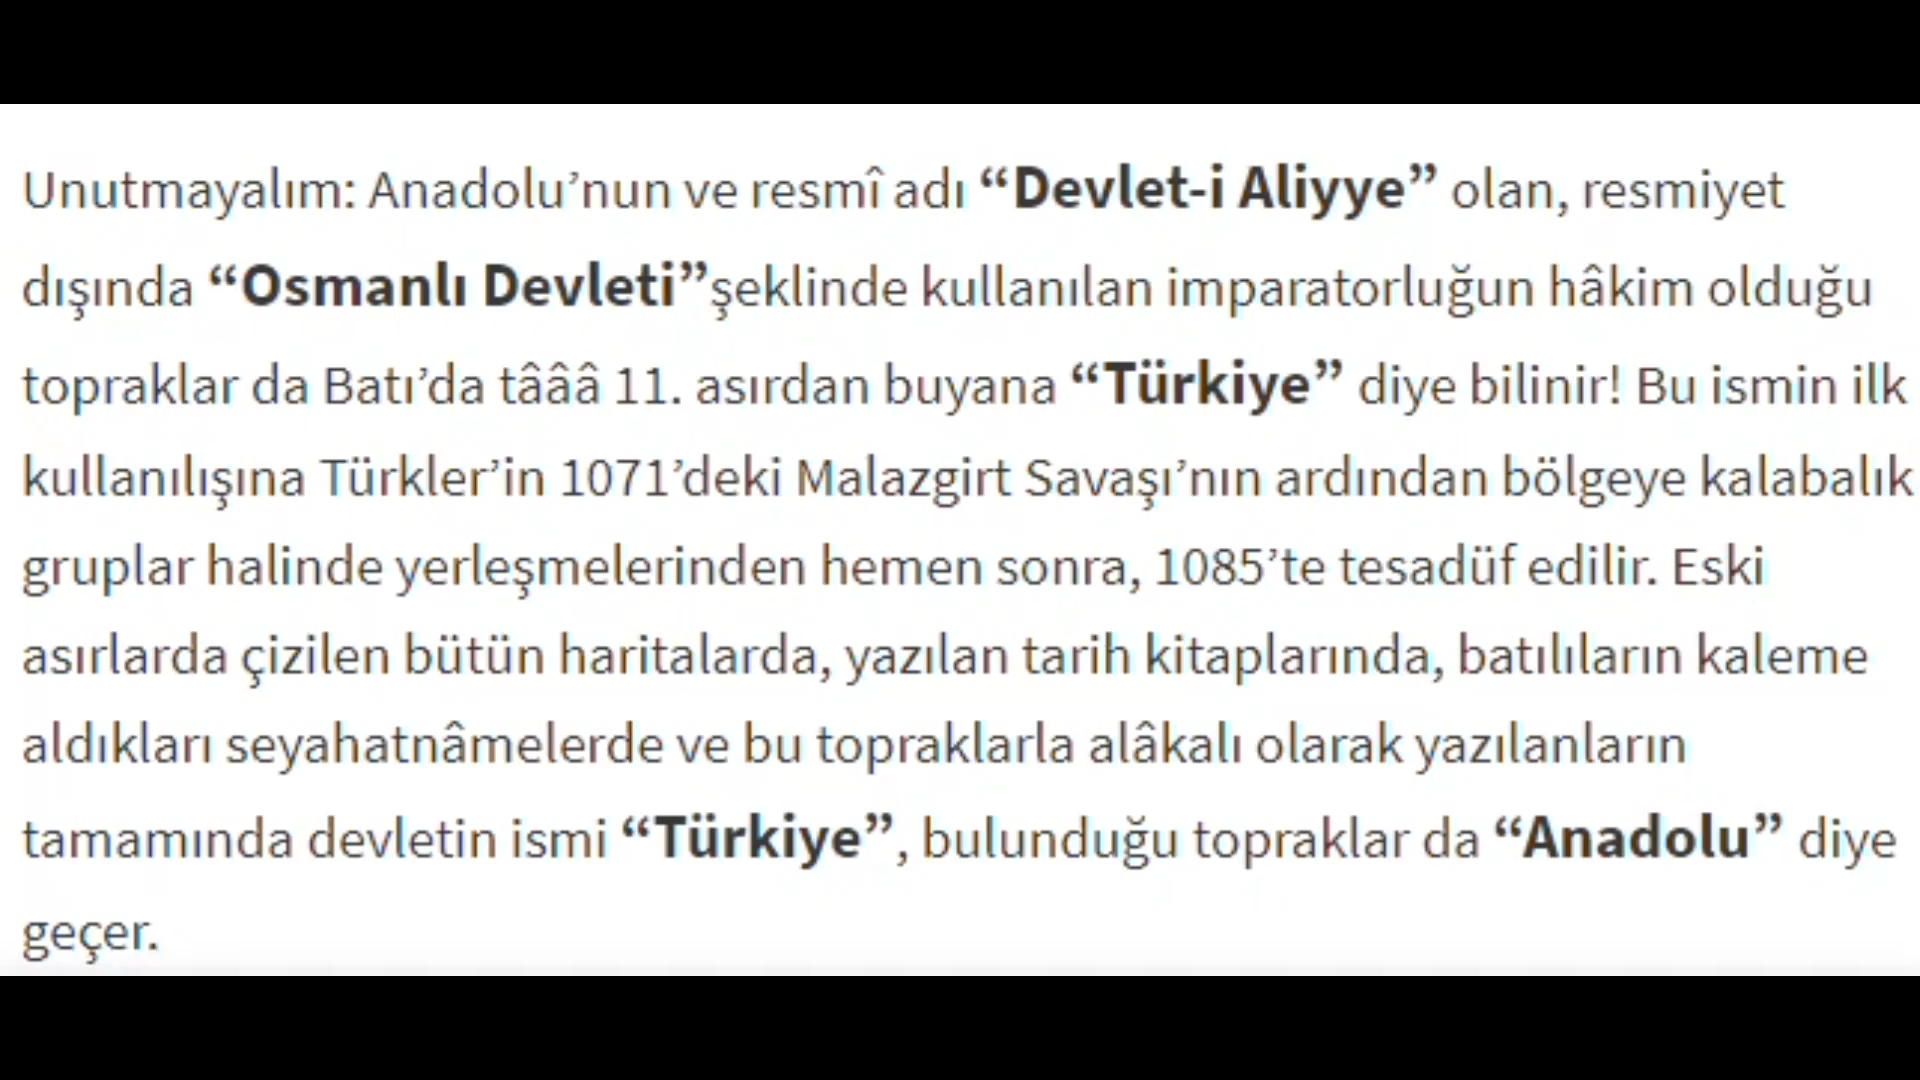 Unutmayalım: Anadolu’nun ve resmî adı “Devlet-i Aliyye” olan, resmiyet
dışında “Osmanlı Devleti”şeklinde kullanılan imparatorluğun hâkim olduğu
topraklar da Batı’da tâââ 11. asırdan buyana “Türkiye” diye bilinir! Bu ismin ilk
kullanılışına Türkler’in 1071’deki Malazgirt Savaşı’nın ardından bölgeye kalabalık
gruplar halinde yerleşmelerinden hemen sonra, 1085’te tesadüf edilir. Eski
asırlarda çizilen bütün haritalarda, yazılan tarih kitaplarında, batılıların kaleme
aldıkları seyahatnâmelerde ve bu topraklarla alâkalı olarak yazılanların
tamamında devletin ismi “Türkiye”, bulunduğu topraklar da “Anadolu” diye
geçer.